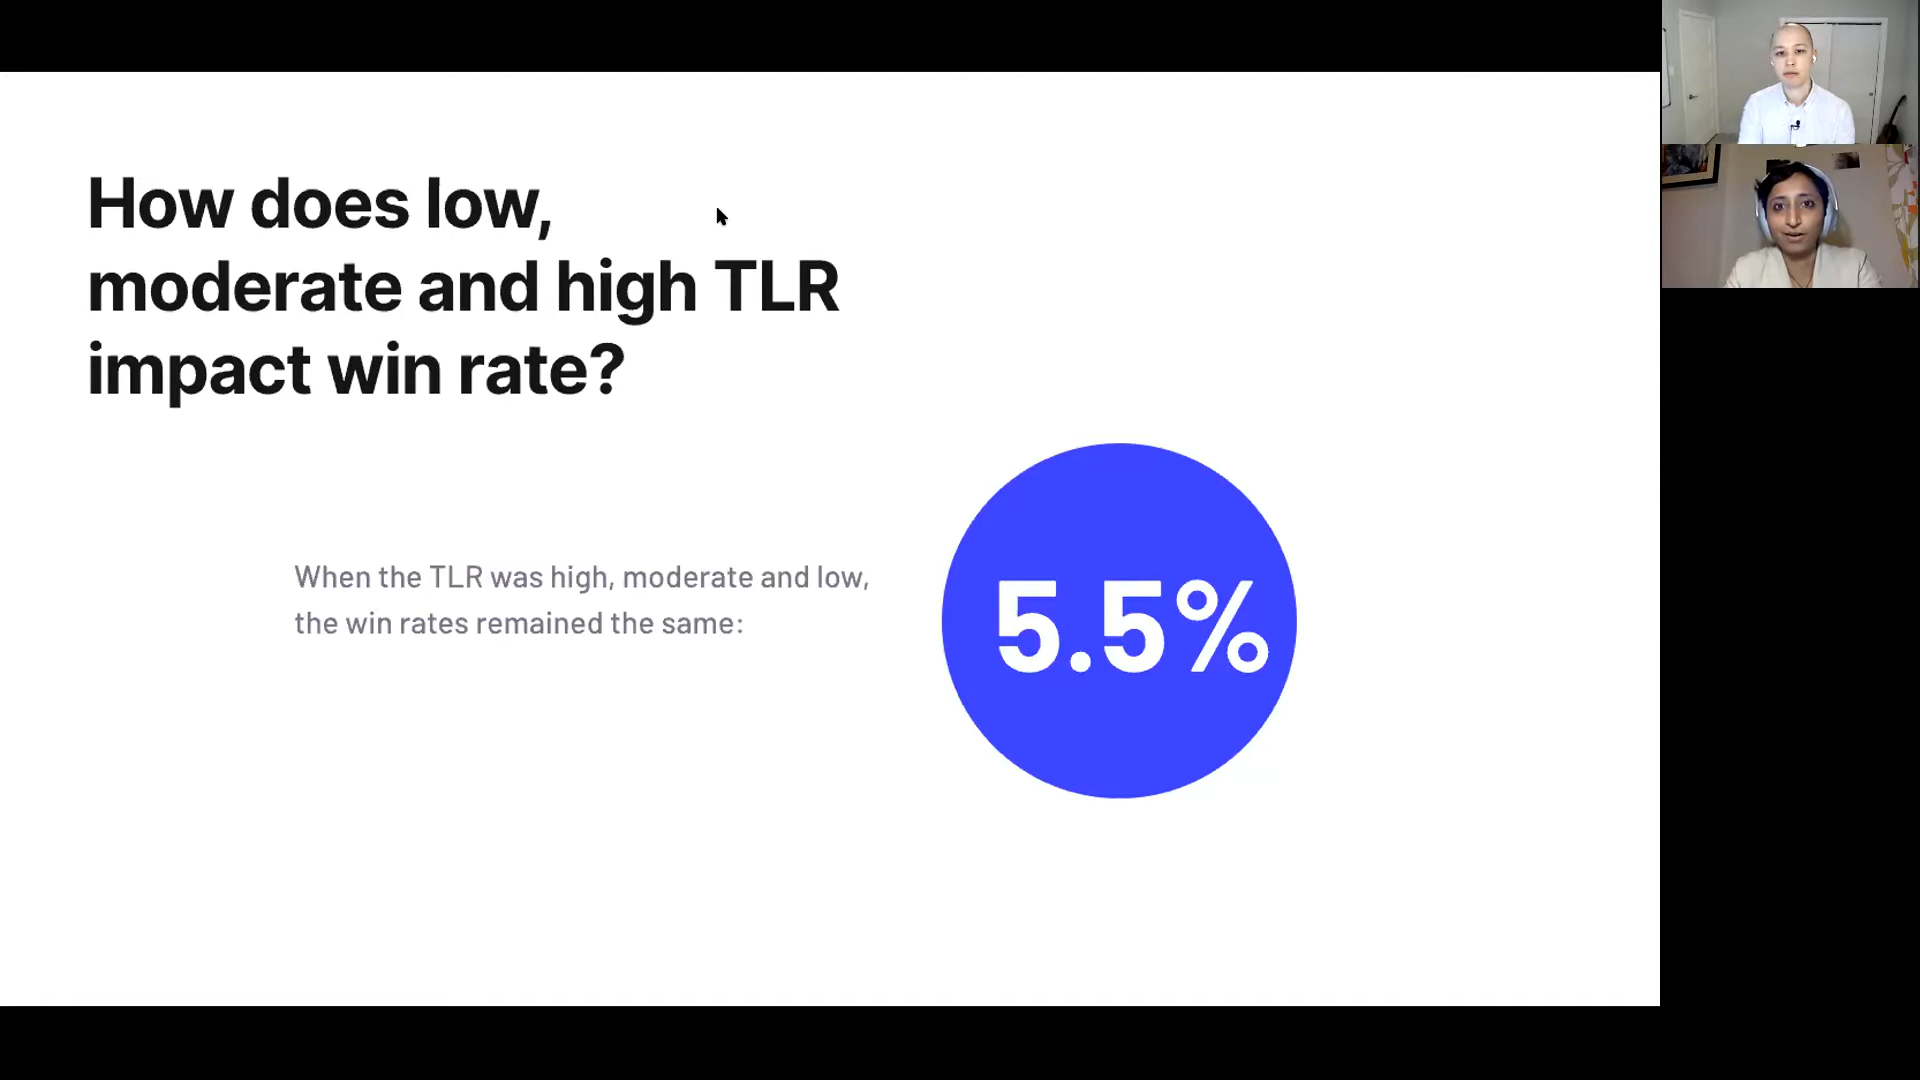 How does low,
moderate and high TLR
impact win rate?
When the TLR was high, moderate and low,
the win rates remained the same:
5.5%